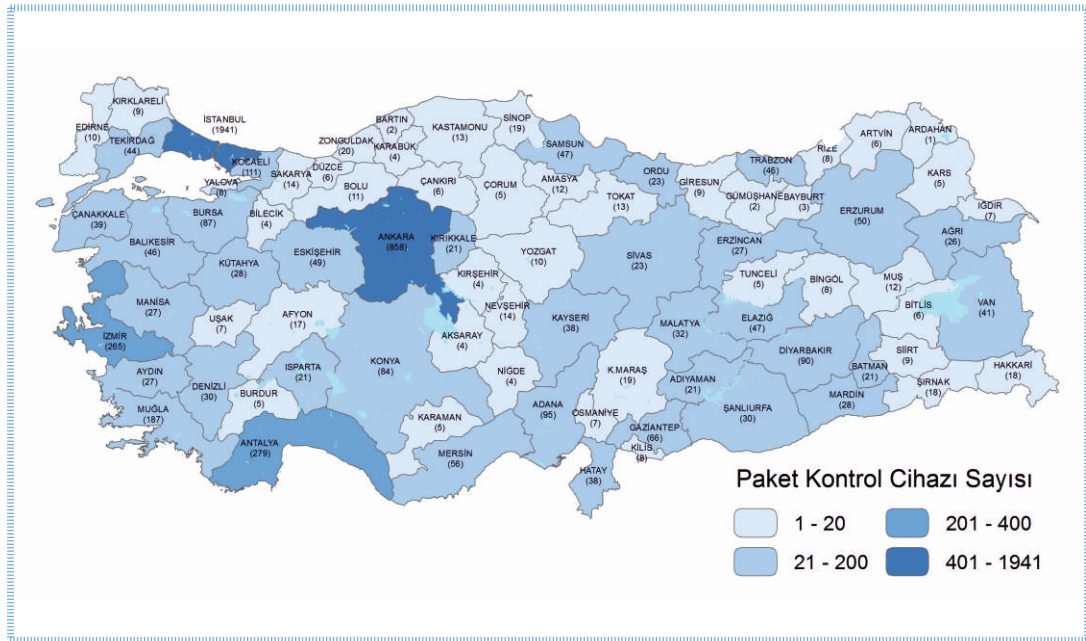 KIRKLARELİ
(9)
İSTANBUL
(1941)
EDİRNE
(10)
TEKİRDAĞ
(44)
KOCAELİ
(111)
YALOVA
(8)
SAKARYA
(14)
DÜZCE
(6)
ZONGULDAK
(20)
BARTIN
(2)
KARABÜK
(4)
KASTAMONU
(13)
SİNOP
(19)
SAMSUN
(47)
ORDU
(23)
GİRESUN
(9)
TRABZON
(46)
RİZE
(8)
ARTVİN
(6)
ARDAHAN
(1)
KARS
(5)
IĞDIR
(7)
BOLU
(11)
ÇANKIRI
(6)
ÇORUM
(5)
AMASYA
(12)
TOKAT
(13)
GÜMÜŞHANE
(2)
BAYBURT
(3)
ERZURUM
(50)
AĞRI
(26)
ÇANAKKALE
(39)
BURSA
(87)
BİLECİK
(4)
BALIKESİR
(46)
KÜTAHYA
(28)
ESKİŞEHİR
(49)
ANKARA
(858)
KIRIKKALE
(21)
YOZGAT
(10)
SİVAS
(23)
ERZİNCAN
(27)
TUNCELİ
(5)
BİNGÖL
(8)
MUŞ
(12)
BİTLİS
(6)
VAN
(41)
KIRŞEHİR
(4)
NEVŞEHİR
(14)
KAYSERİ
(38)
MALATYA
(32)
ELAZIĞ
(47)
MANİSA
(27)
UŞAK
(7)
AFYON
(17)
İZMİR
(265)
AKSARAY
(4)
KONYA
(84)
NİĞDE
(4)
K.MARAŞ
(19)
ADIYAMAN
(21)
DİYARBAKIR
(90)
BATMAN
(21)
SİİRT
(9)
ŞIRNAK
(18)
HAKKARİ
(18)
AYDIN
(27)
DENİZLİ
(30)
ISPARTA
(21)
BURDUR
(5)
MUĞLA
(187)
ANTALYA
(279)
KARAMAN
(5)
MERSİN
(56)
ADANA
(95)
OSMANİYE
(7)
GAZİANTEP
(66)
KİLİS
(8)
HATAY
(38)
ŞANLIURFA
(30)
MARDİN
(28)
Paket Kontrol Cihazı Sayısı
1 - 20
201 - 400
21 - 200
401 - 1941